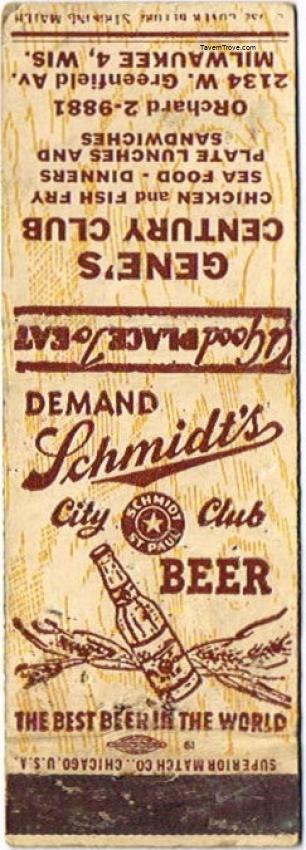 TavernTrove.com
GENE'S
CENTURY CLUB
CHICKEN and FISH FRY
SEA FOOD - DINNERS
PLATE LUNCHES AND
SANDWICHES
ORchard 2-9881
2134 W. Greenfield Av.
MILWAUKEE 4, WIS.
A Good PLACE To EAT
DEMAND
Schmidt's
City Club
SCHMIDT
ST. PAUL
BEER
THE BEST BEER IN THE WORLD
SUPERIOR MATCH CO., CHICAGO, U.S.A.